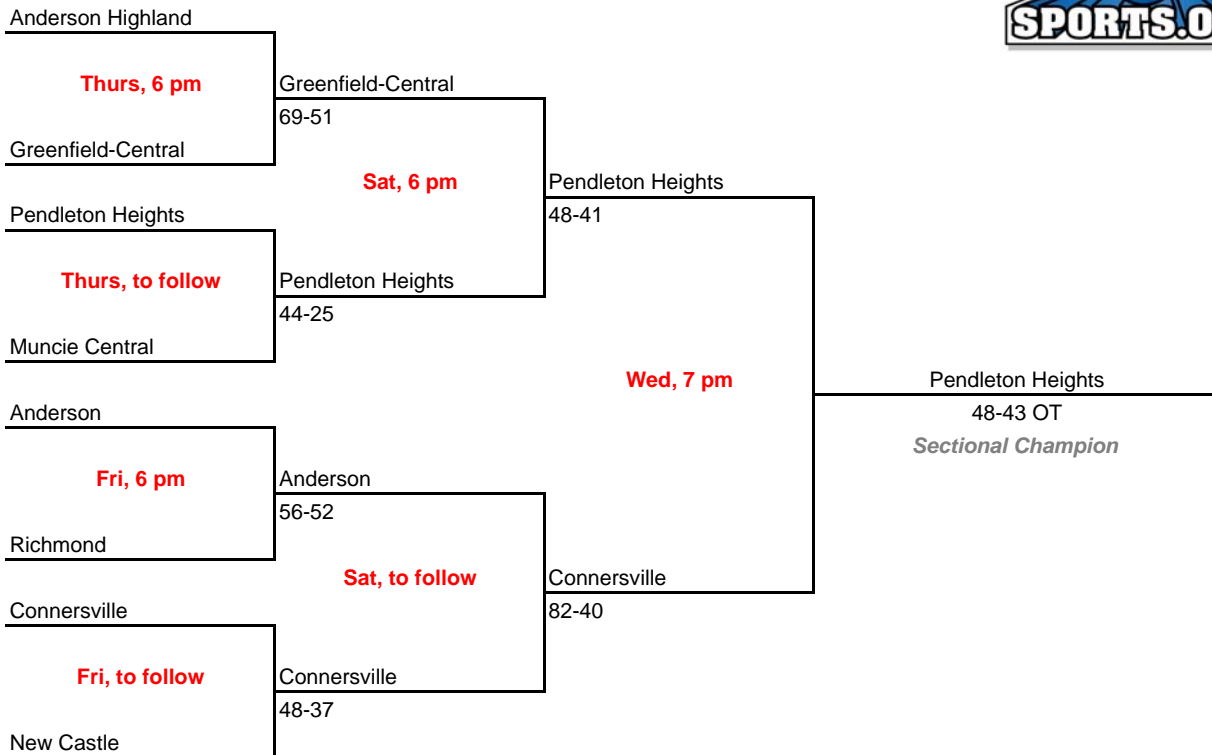 Anderson Highland
SPORTS.O
Thurs, 6 pm
Greenfield-Central
69-51
Greenfield-Central
Sat, 6 pm
Pendleton Heights
Pendleton Heights
48-41
Thurs, to follow
Pendleton Heights
44-25
Muncie Central
Wed, 7 pm
Pendleton Heights
Anderson
48-43 OT
Sectional Champion
Fri, 6 pm
Anderson
56-52
Richmond
Sat, to follow
Connersville
Connersville
82-40
Fri, to follow
Connersville
48-37
New Castle